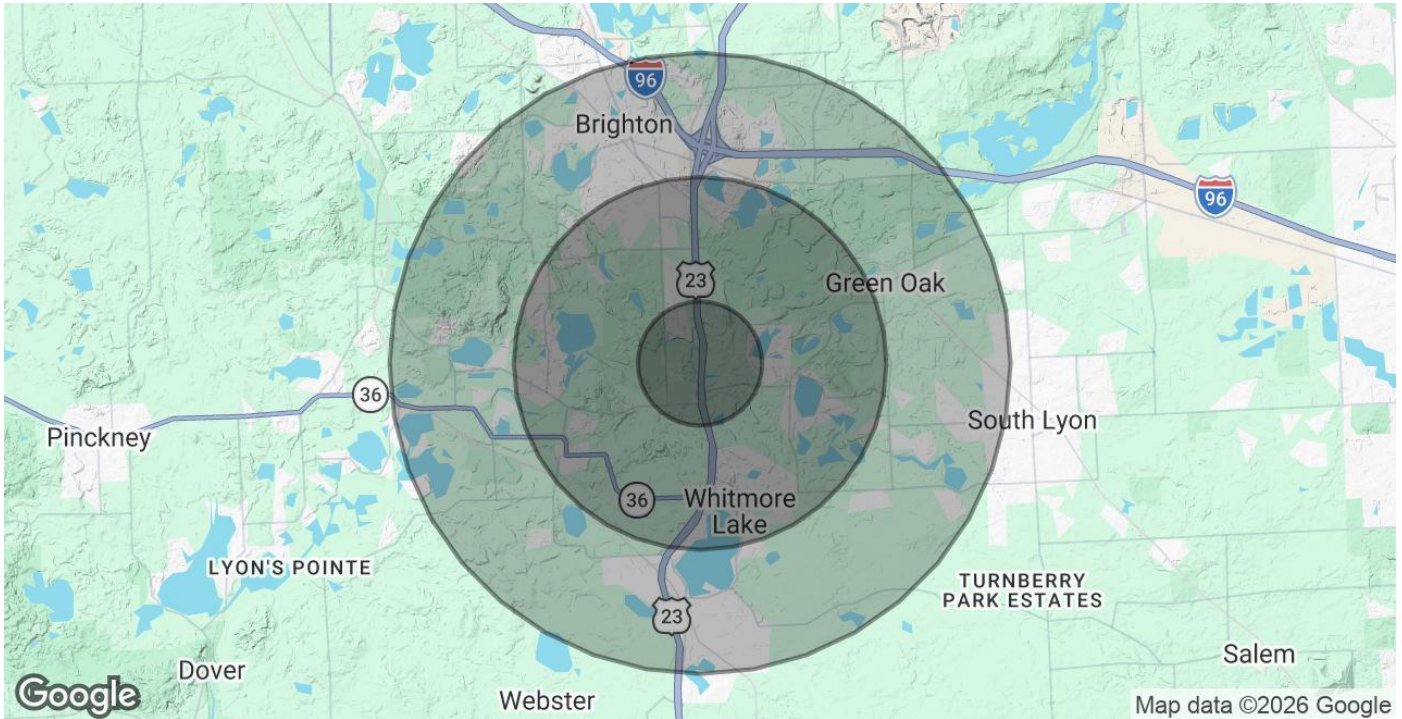 96
Brighton
96
23
Green Oak
36
Pinckney
South Lyon
36
Whitmore
Lake
LYON'S POINTE
TURNBERRY
PARK ESTATES
23
Dover
Salem
Google
Webster
Map data ©2026 Google